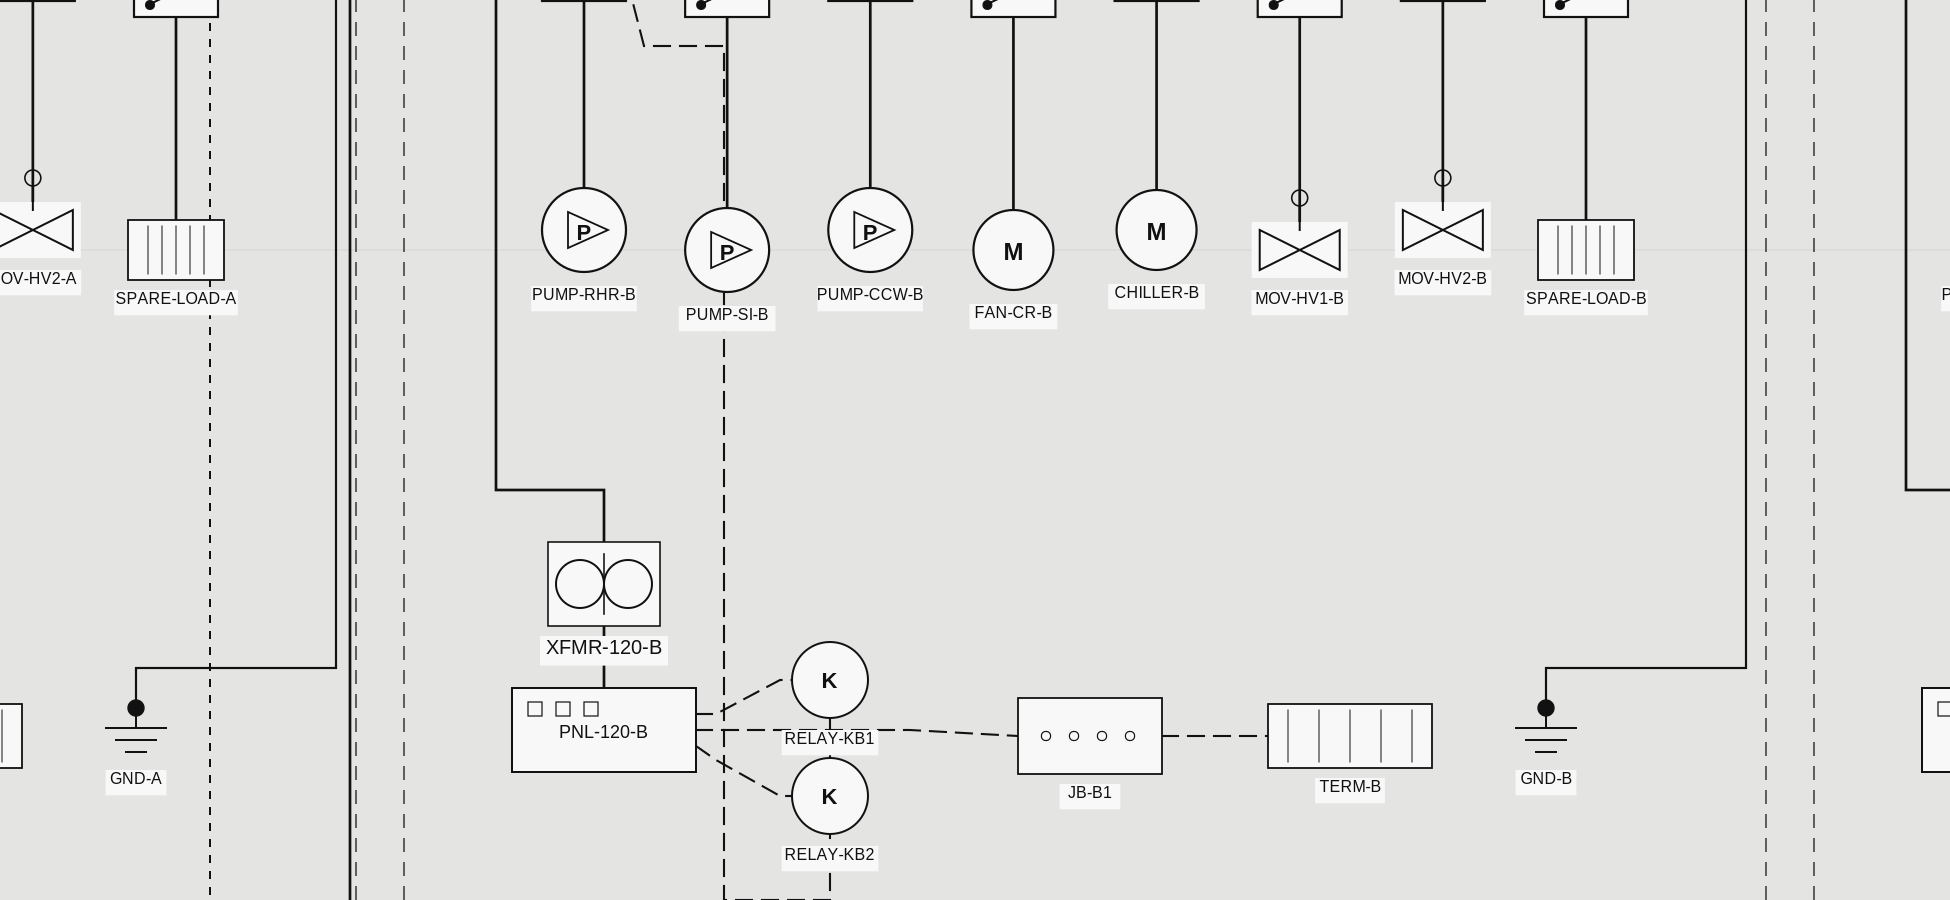 P
P
P
M
M
OV-HV2-A
SPARE-LOAD-A
PUMP-RHR-B
PUMP-SI-B
PUMP-CCW-B
FAN-CR-B
CHILLER-B
MOV-HV1-B
MOV-HV2-B
SPARE-LOAD-B
P
XFMR-120-B
PNL-120-B
K
RELAY-KB1
K
RELAY-KB2
JB-B1
TERM-B
GND-A
GND-B